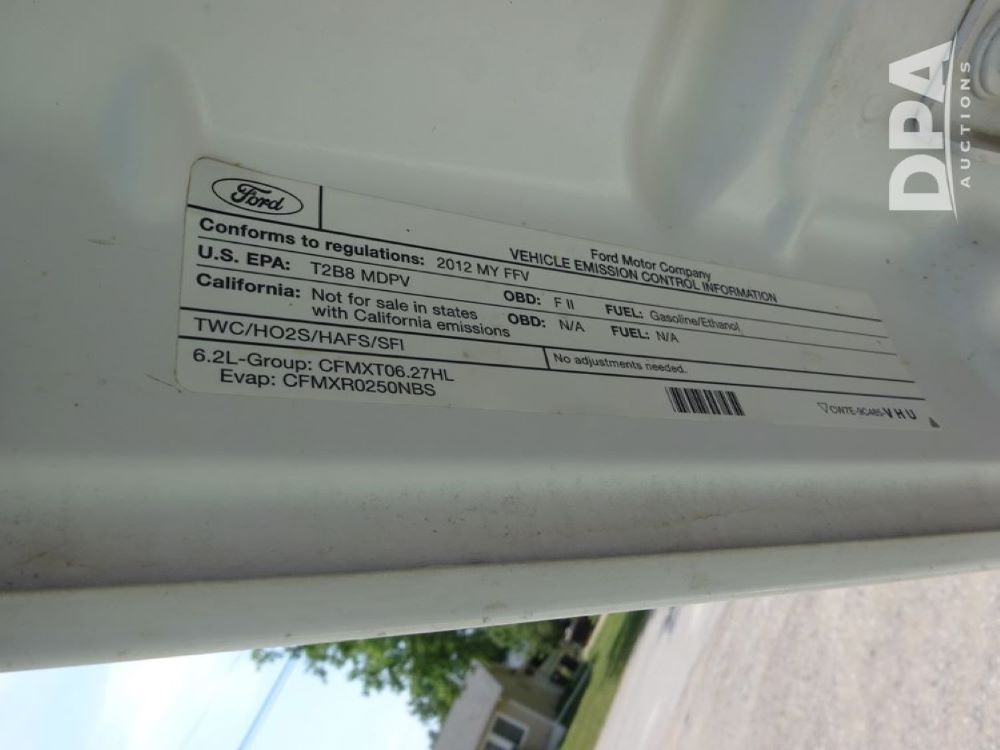 DPA
AUCTIONS
Ford
Ford Motor Company
VEHICLE EMISSION CONTROL INFORMATION
Conforms to regulations: 2012 MY FFV
U.S. EPA: T2B8 MDPV OBD: F II FUEL: Gasoline/Ethanol
California: Not for sale in states OBD: N/A FUEL: N/A
with California emissions
TWC/HO2S/HAFS/SFI No adjustments needed.
6.2L-Group: CFMXT06.27HL
Evap: CFMXR0250NBS
CW7E-9C485-VHU